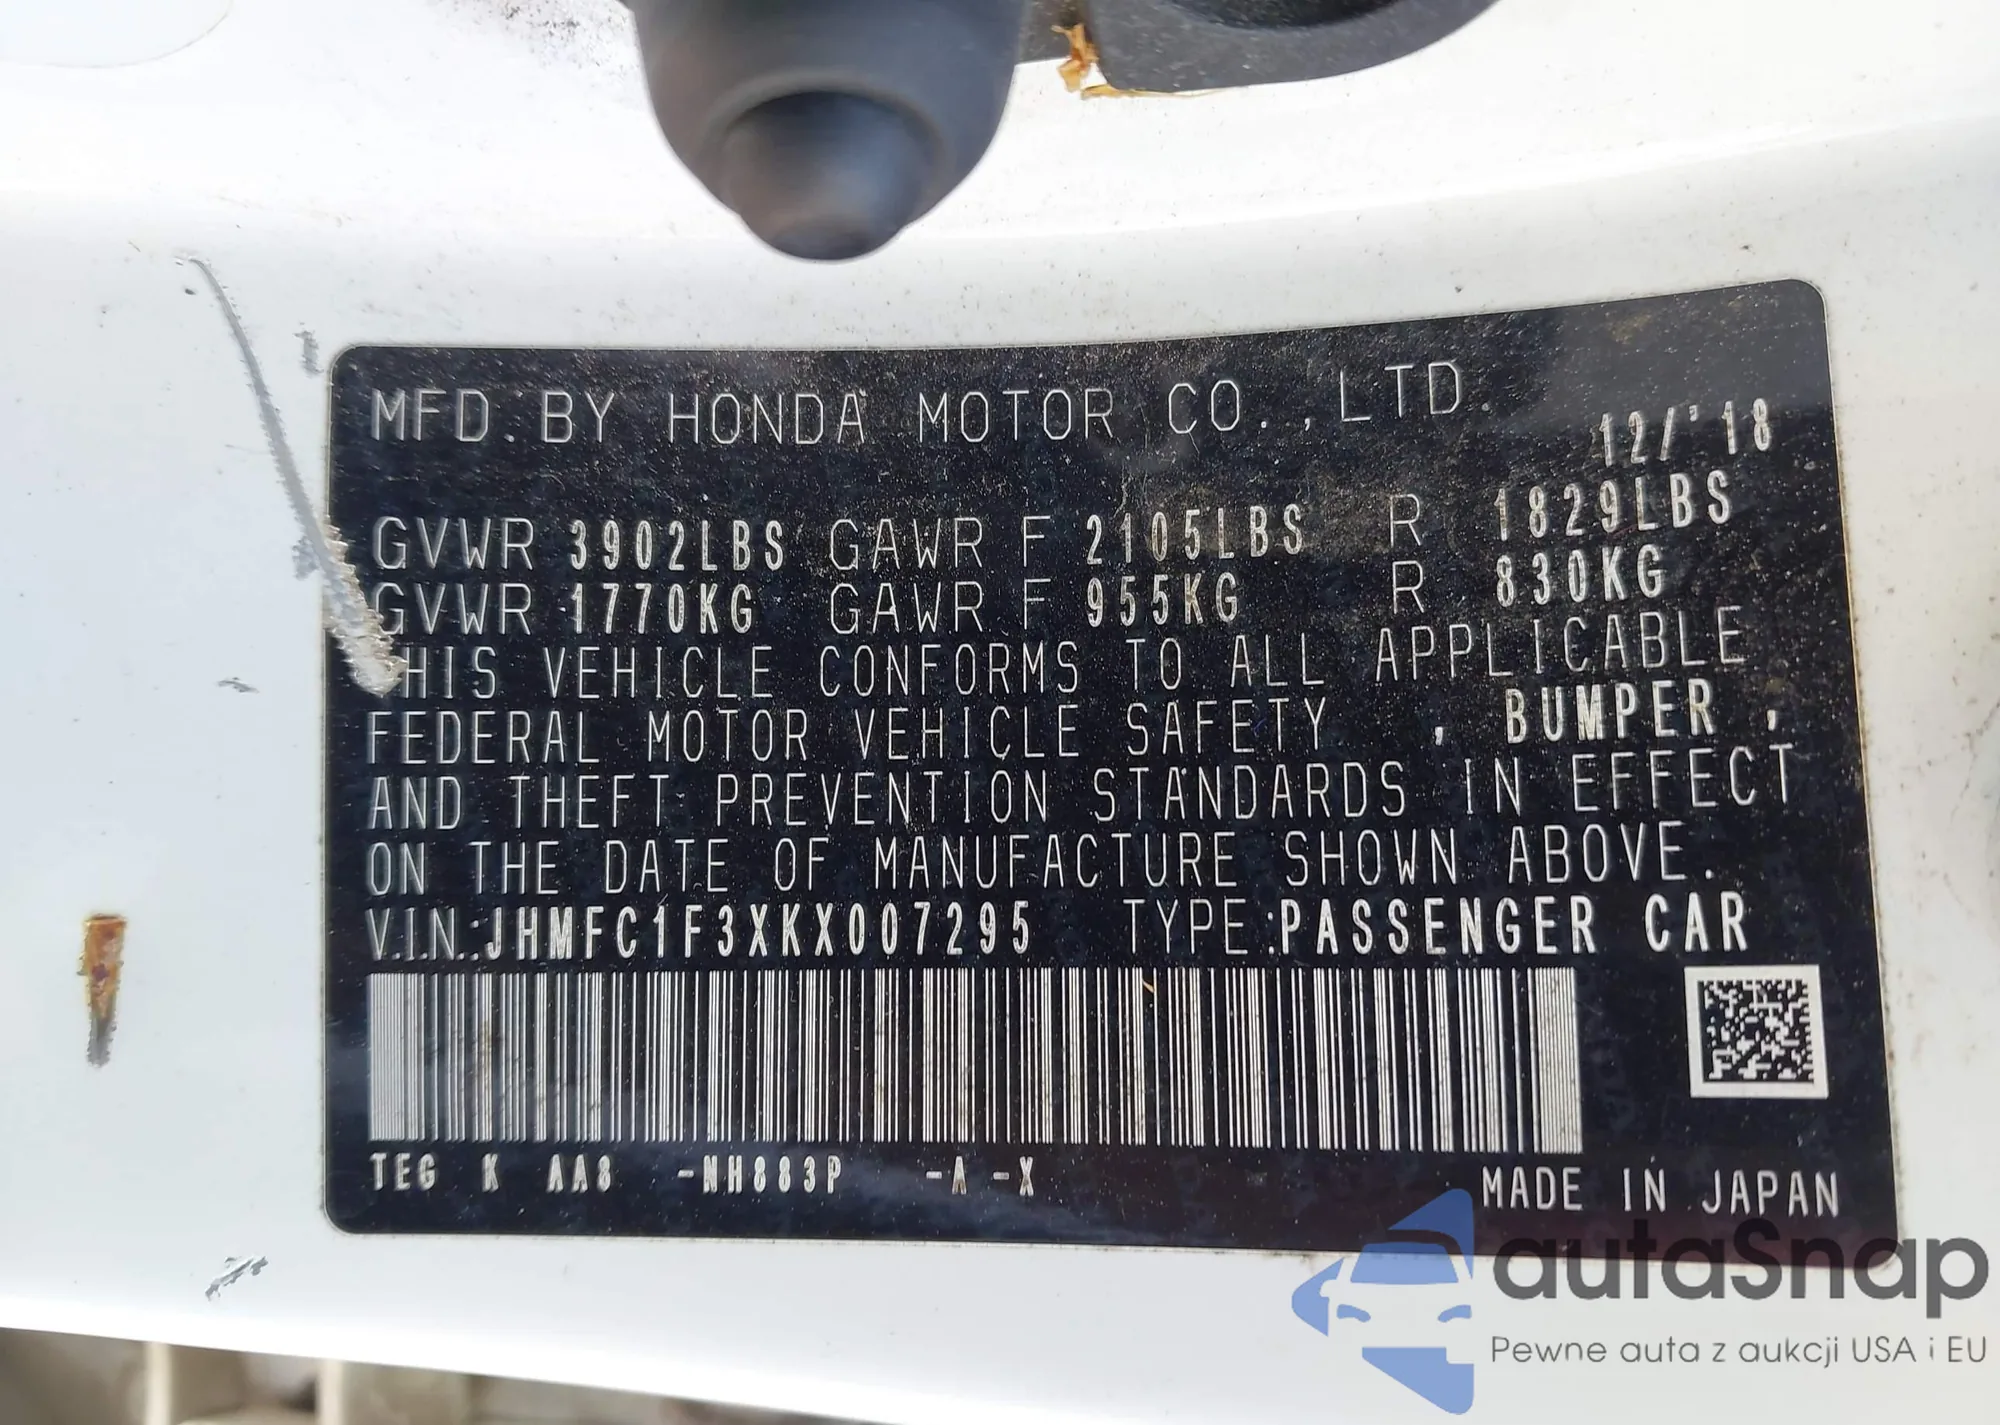 MFD. BY HONDA MOTOR CO., LTD.
12/'18
GVWR 3902LBS GAWR F 2105LBS R 1829LBS
GVWR 1770KG GAWR F 955KG R 830KG
THIS VEHICLE CONFORMS TO ALL APPLICABLE
FEDERAL MOTOR VEHICLE SAFETY , BUMPER ,
AND THEFT PREVENTION STANDARDS IN EFFECT
ON THE DATE OF MANUFACTURE SHOWN ABOVE.
V.I.N.:JHMFC1F3XKX007295 TYPE:PASSENGER CAR
TEG K AA8 -NH883P -A -X
MADE IN JAPAN
autaSnap
Pewne auta z aukcji USA i EU